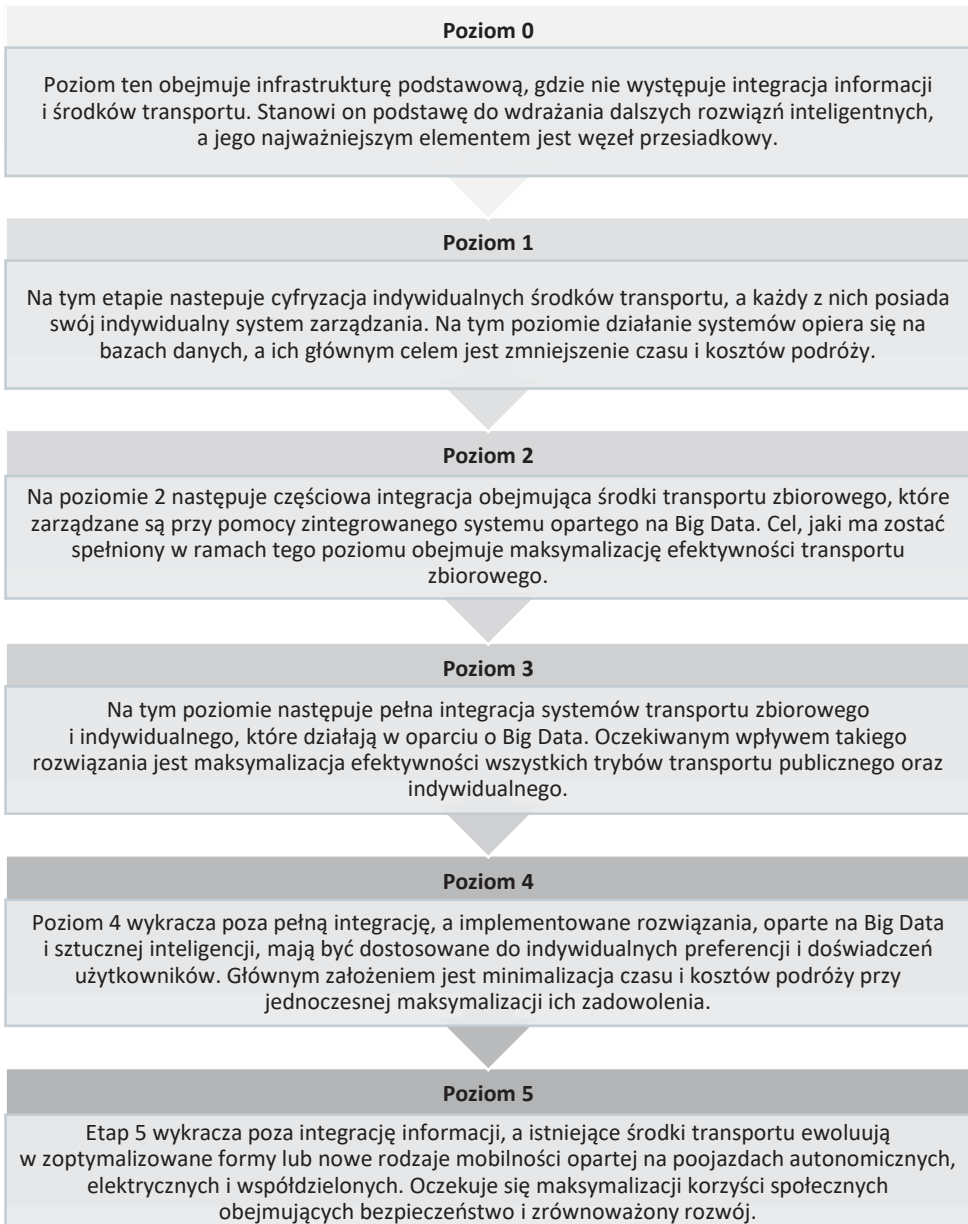 Poziom 0
Poziom ten obejmuje infrastrukturę podstawową, gdzie nie występuje integracja informacji
i środków transportu. Stanowi on podstawę do wdrażania dalszych rozwiązń inteligentnych,
a jego najważniejszym elementem jest węzeł przesiadkowy.
Poziom 1
Na tym etapie nastepuje cyfryzacja indywidualnych środków transportu, a każdy z nich posiada
swój indywidualny system zarządzania. Na tym poziomie działanie systemów opiera się na
bazach danych, a ich głównym celem jest zmniejszenie czasu i kosztów podróży.
Poziom 2
Na poziomie 2 następuje częściowa integracja obejmująca środki transportu zbiorowego, które
zarządzane są przy pomocy zintegrowanego systemu opartego na Big Data. Cel, jaki ma zostać
spełniony w ramach tego poziomu obejmuje maksymalizację efektywności transportu
zbiorowego.
Poziom 3
Na tym poziomie następuje pełna integracja systemów transportu zbiorowego
i indywidualnego, które działają w oparciu o Big Data. Oczekiwanym wpływem takiego
rozwiązania jest maksymalizacja efektywności wszystkich trybów transportu publicznego oraz
indywidualnego.
Poziom 4
Poziom 4 wykracza poza pełną integrację, a implementowane rozwiązania, oparte na Big Data
i sztucznej inteligencji, mają być dostosowane do indywidualnych preferencji i doświadczeń
użytkowników. Głównym założeniem jest minimalizacja czasu i kosztów podróży przy
jednoczesnej maksymalizacji ich zadowolenia.
Poziom 5
Etap 5 wykracza poza integrację informacji, a istniejące środki transportu ewoluują
w zoptymalizowane formy lub nowe rodzaje mobilności opartej na poojazdach autonomicznych,
elektrycznych i współdzielonych. Oczekuje się maksymalizacji korzyści społecznych
obejmujących bezpieczeństwo i zrównoważony rozwój.